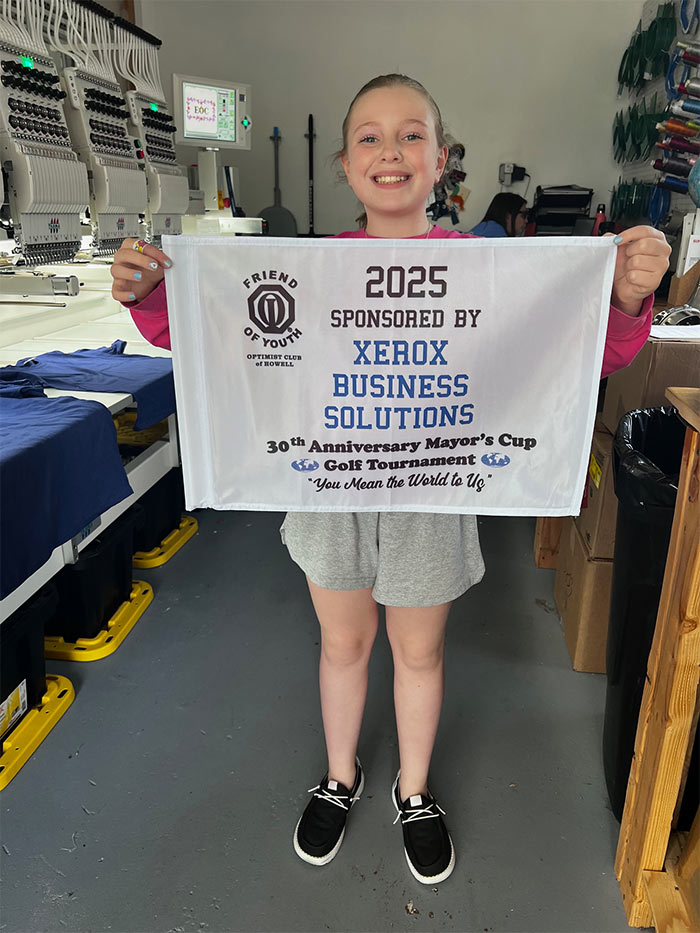 EOC
FRIEND
OF YOUTH
OPTIMIST CLUB
of HOWELL
2025
SPONSORED BY
XEROX
BUSINESS
SOLUTIONS
30th Anniversary Mayor's Cup
Golf Tournament
"You Mean the World to Us"